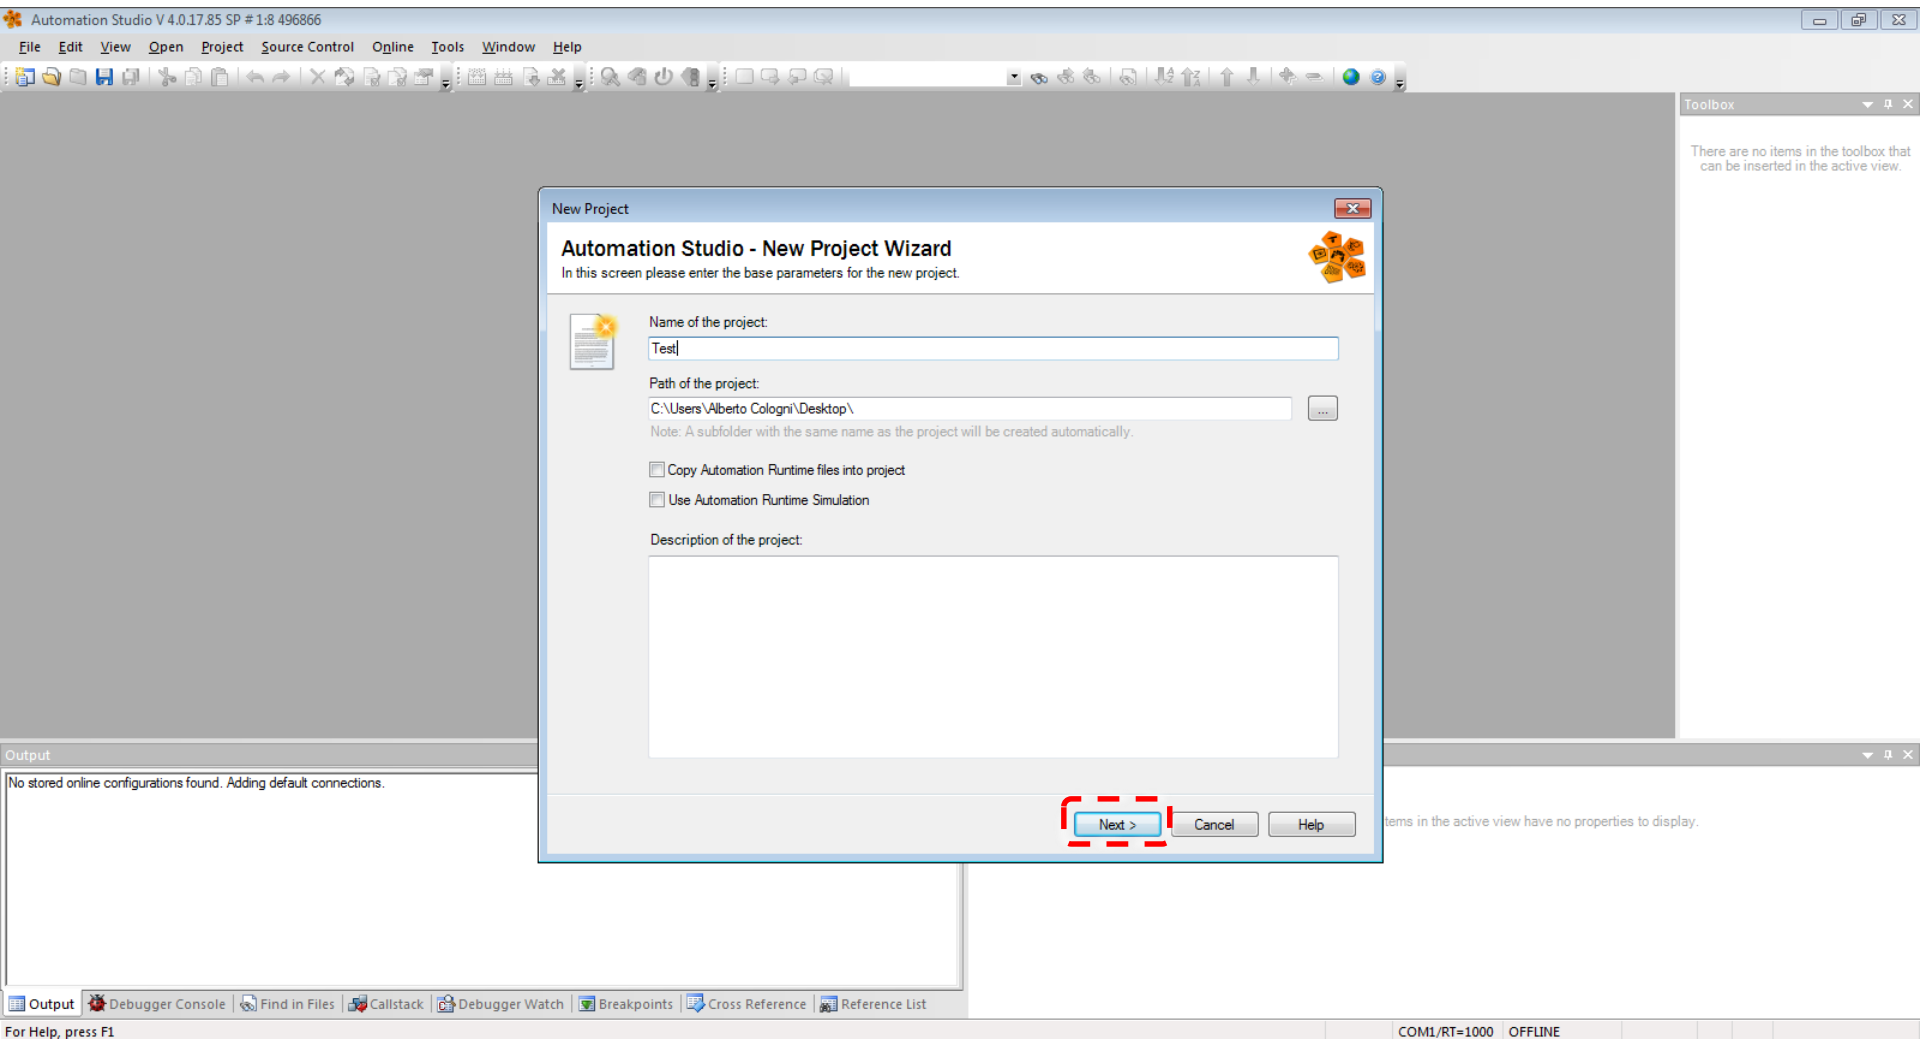 Automation Studio V 4.0.17.85 SP # 1:8 496866
File Edit View Open Project Source Control Online Tools Window Help
Toolbox
There are no items in the toolbox that
can be inserted in the active view.
New Project
Automation Studio - New Project Wizard
In this screen please enter the base parameters for the new project.
Name of the project:
Test
Path of the project:
C:\Users\Alberto Cologni\Desktop\
...
Note: A subfolder with the same name as the project will be created automatically.
Copy Automation Runtime files into project
Use Automation Runtime Simulation
Description of the project:
Next >
Cancel
Help
Output
No stored online configurations found. Adding default connections.
tems in the active view have no properties to display.
Output Debugger Console Find in Files Callstack Debugger Watch Breakpoints Cross Reference Reference List
For Help, press F1
COM1/RT=1000 OFFLINE